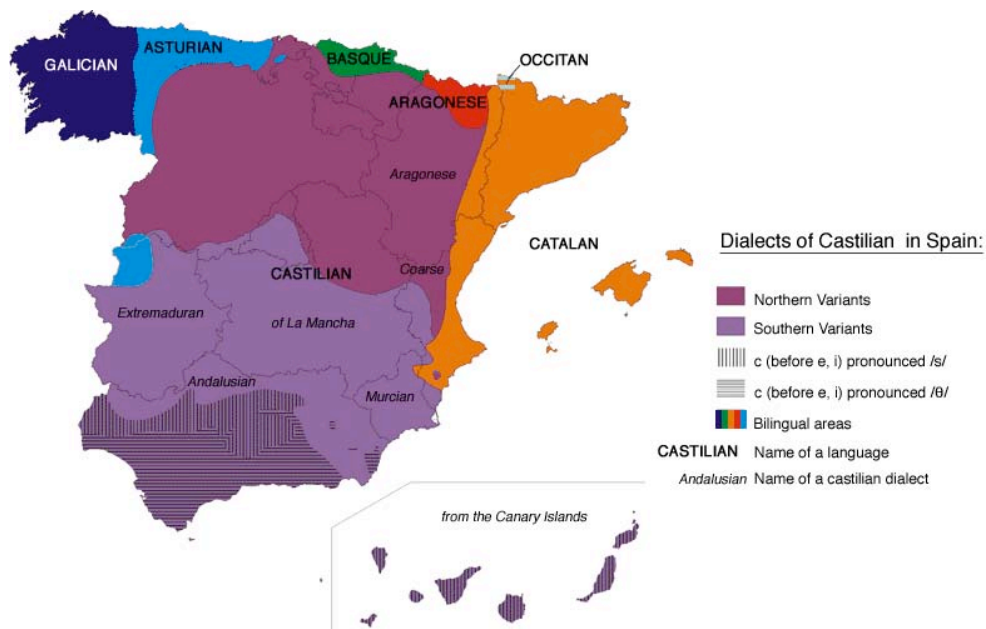 GALICIAN
ASTURIAN
BASQUE
OCCITAN
ARAGONESE
Aragonese
CATALAN
CASTILIAN
Coarse
Extremaduran
of La Mancha
Andalusian
Murcian
from the Canary Islands
Dialects of Castilian in Spain:
Northern Variants
Southern Variants
c (before e, i) pronounced /s/
c (before e, i) pronounced /θ/
Bilingual areas
CASTILIAN Name of a language
Andalusian Name of a castilian dialect